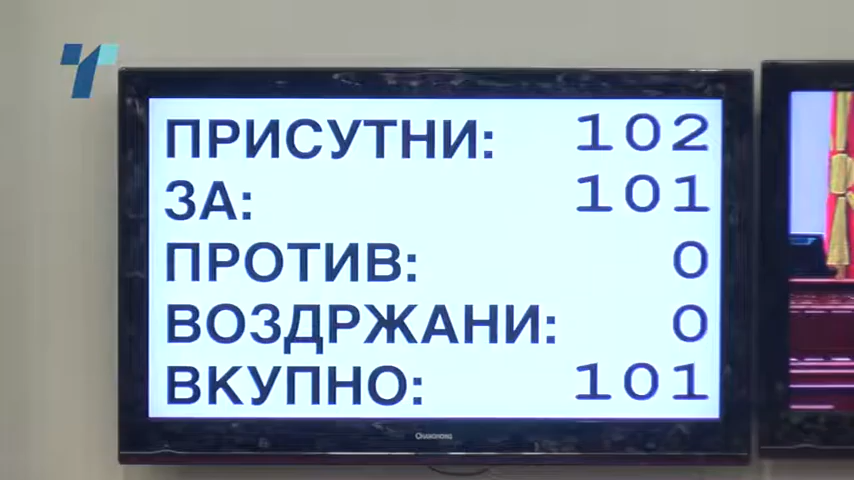 ПРИСУТНИ: 102
ЗА: 101
ПРОТИВ: 0
ВОЗДРЖАНИ: 0
ВКУПНО: 101